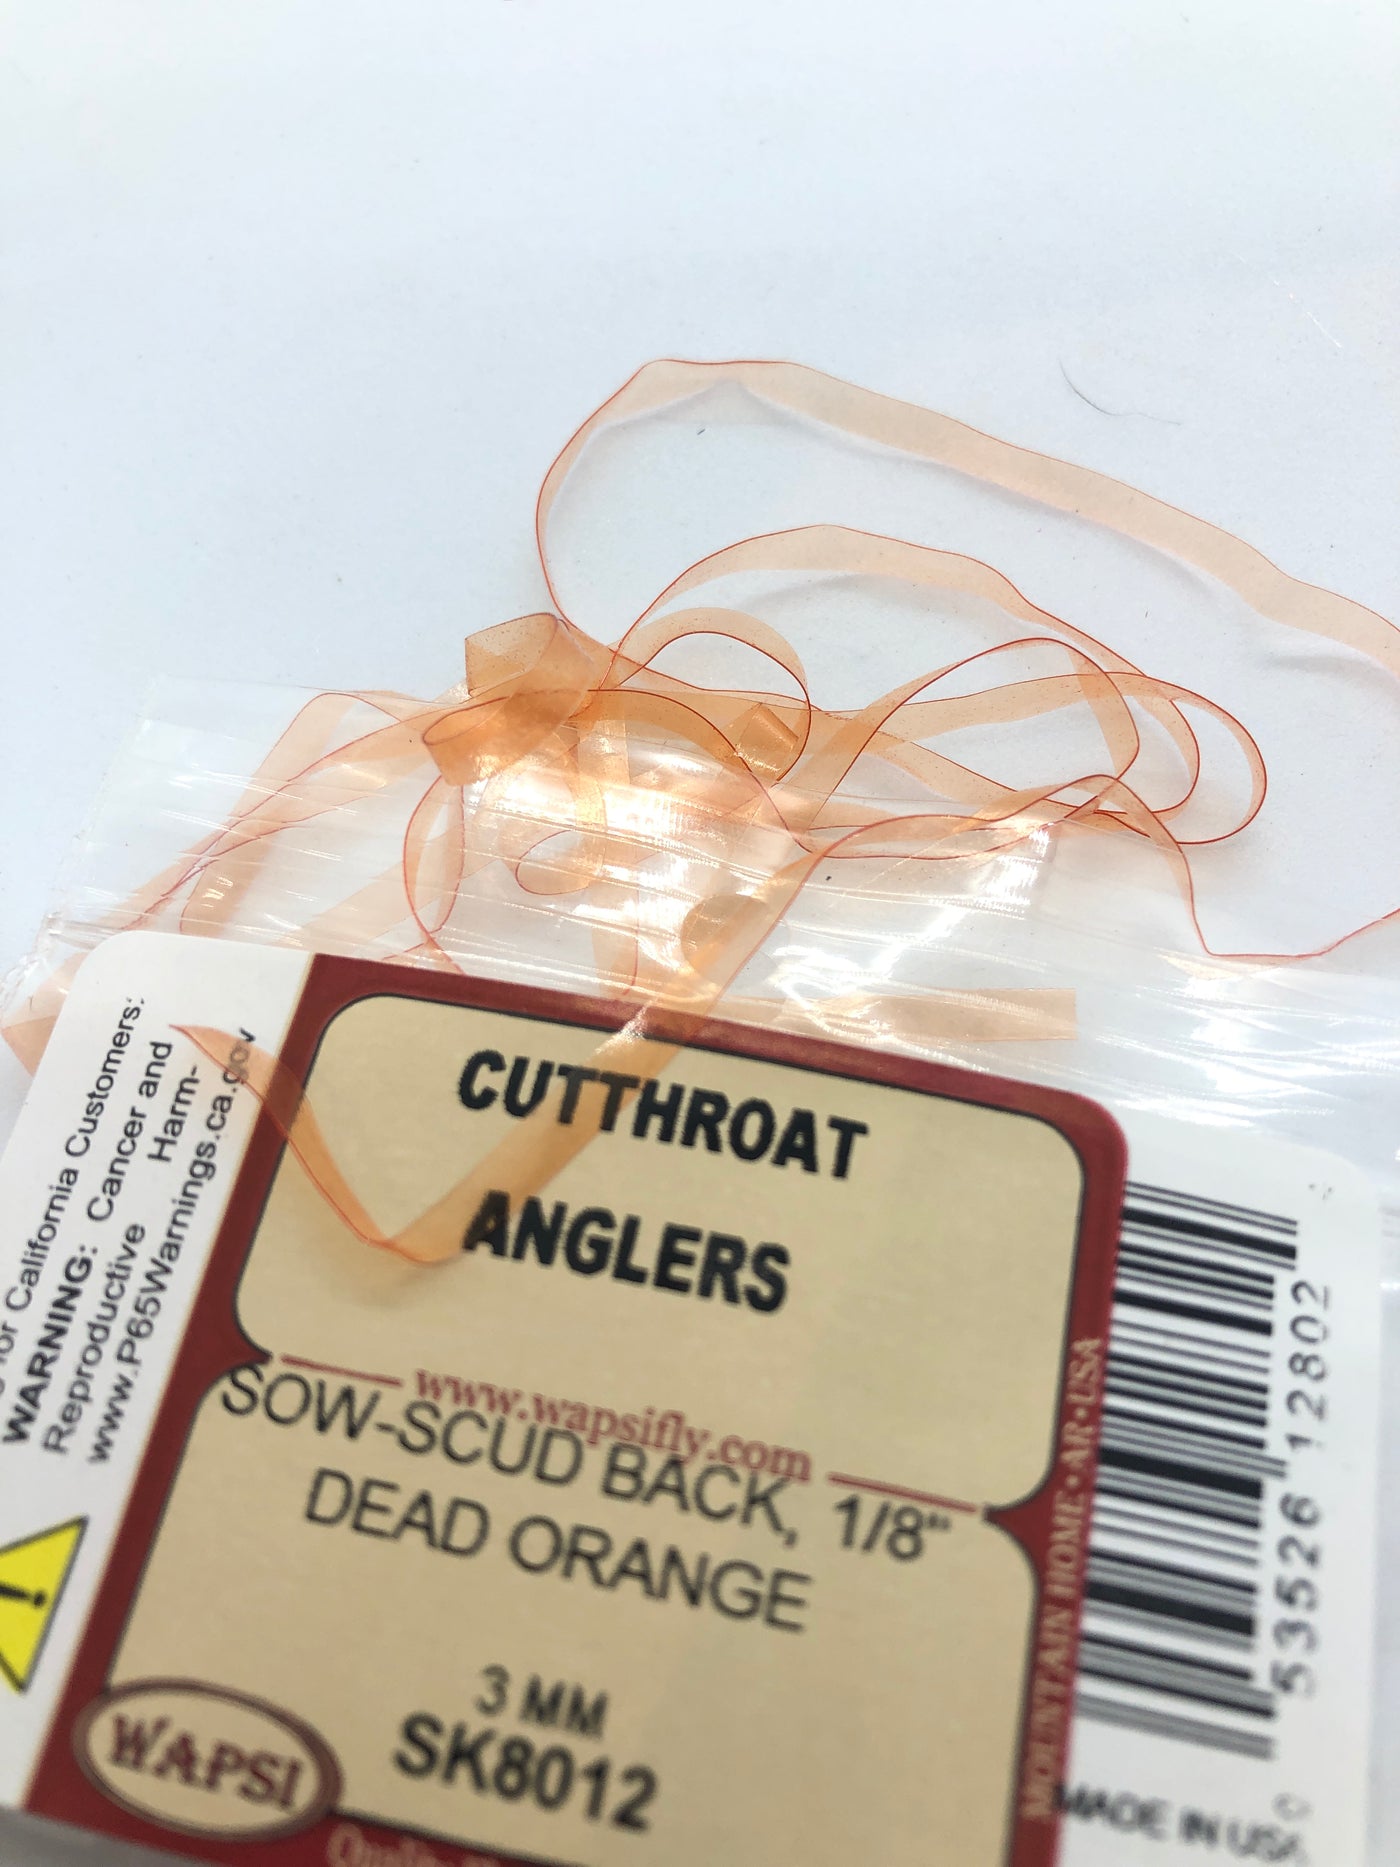 For California Customers:
WARNING: Cancer and
Reproductive Harm-
www.P65Warnings.ca.gov
CUTTHROAT
ANGLERS
www.wapsifly.com
SOW-SCUD BACK, 1/8"
DEAD ORANGE
3 MM
SK8012
WAPSI
MOUNTAIN HOME • AR • USA
53526 12802
MADE IN USA